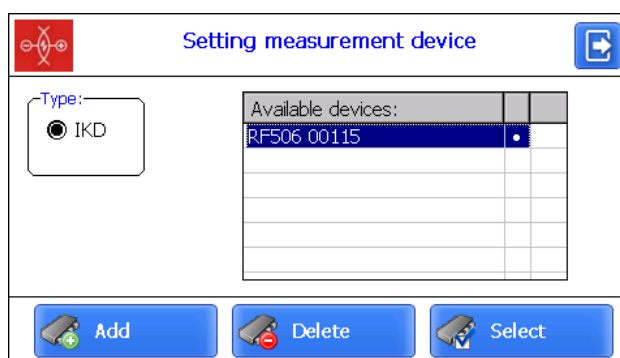 Setting measurement device
Type:
IKD
Available devices:
RF506 00115
Add
Delete
Select